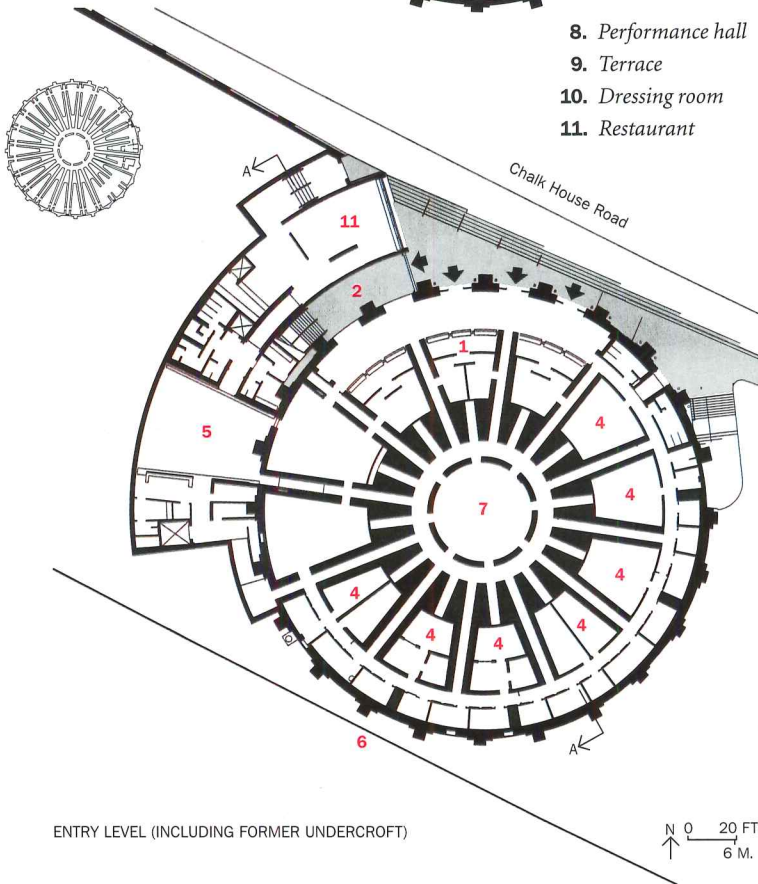 8. Performance hall
9. Terrace
10. Dressing room
11. Restaurant
Chalk House Road
A
11
2
1
4
5
4
7
4
4
4
4
4
6
A
ENTRY LEVEL (INCLUDING FORMER UNDERCROFT)
N 0 20 FT
6 M.